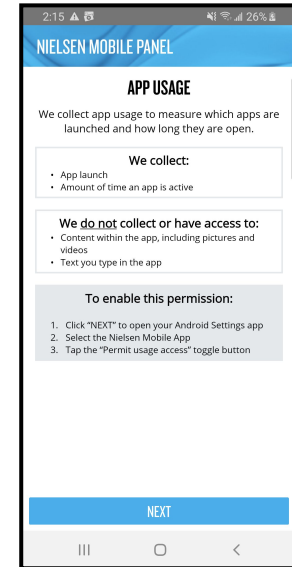 2:15 26%
NIELSEN MOBILE PANEL
APP USAGE
We collect app usage to measure which apps are
launched and how long they are open.
We collect:
• App launch
• Amount of time an app is active
We do not collect or have access to:
• Content within the app, including pictures and
videos
• Text you type in the app
To enable this permission:
1. Click “NEXT” to open your Android Settings app
2. Select the Nielsen Mobile App
3. Tap the “Permit usage access” toggle button
NEXT